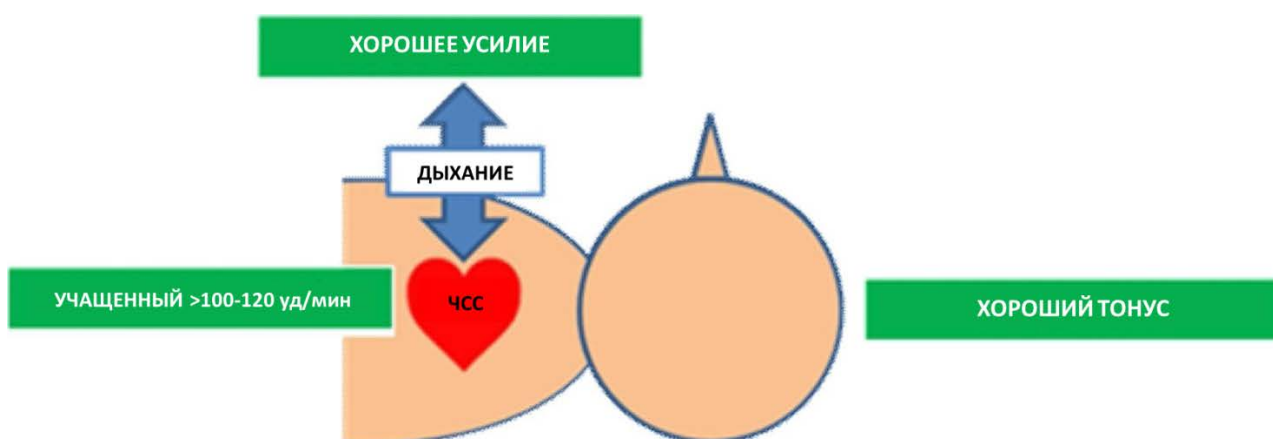 ХОРОШЕЕ УСИЛИЕ
ДЫХАНИЕ
УЧАЩЕННЫЙ >100-120 уд/мин
ЧСС
ХОРОШИЙ ТОНУС